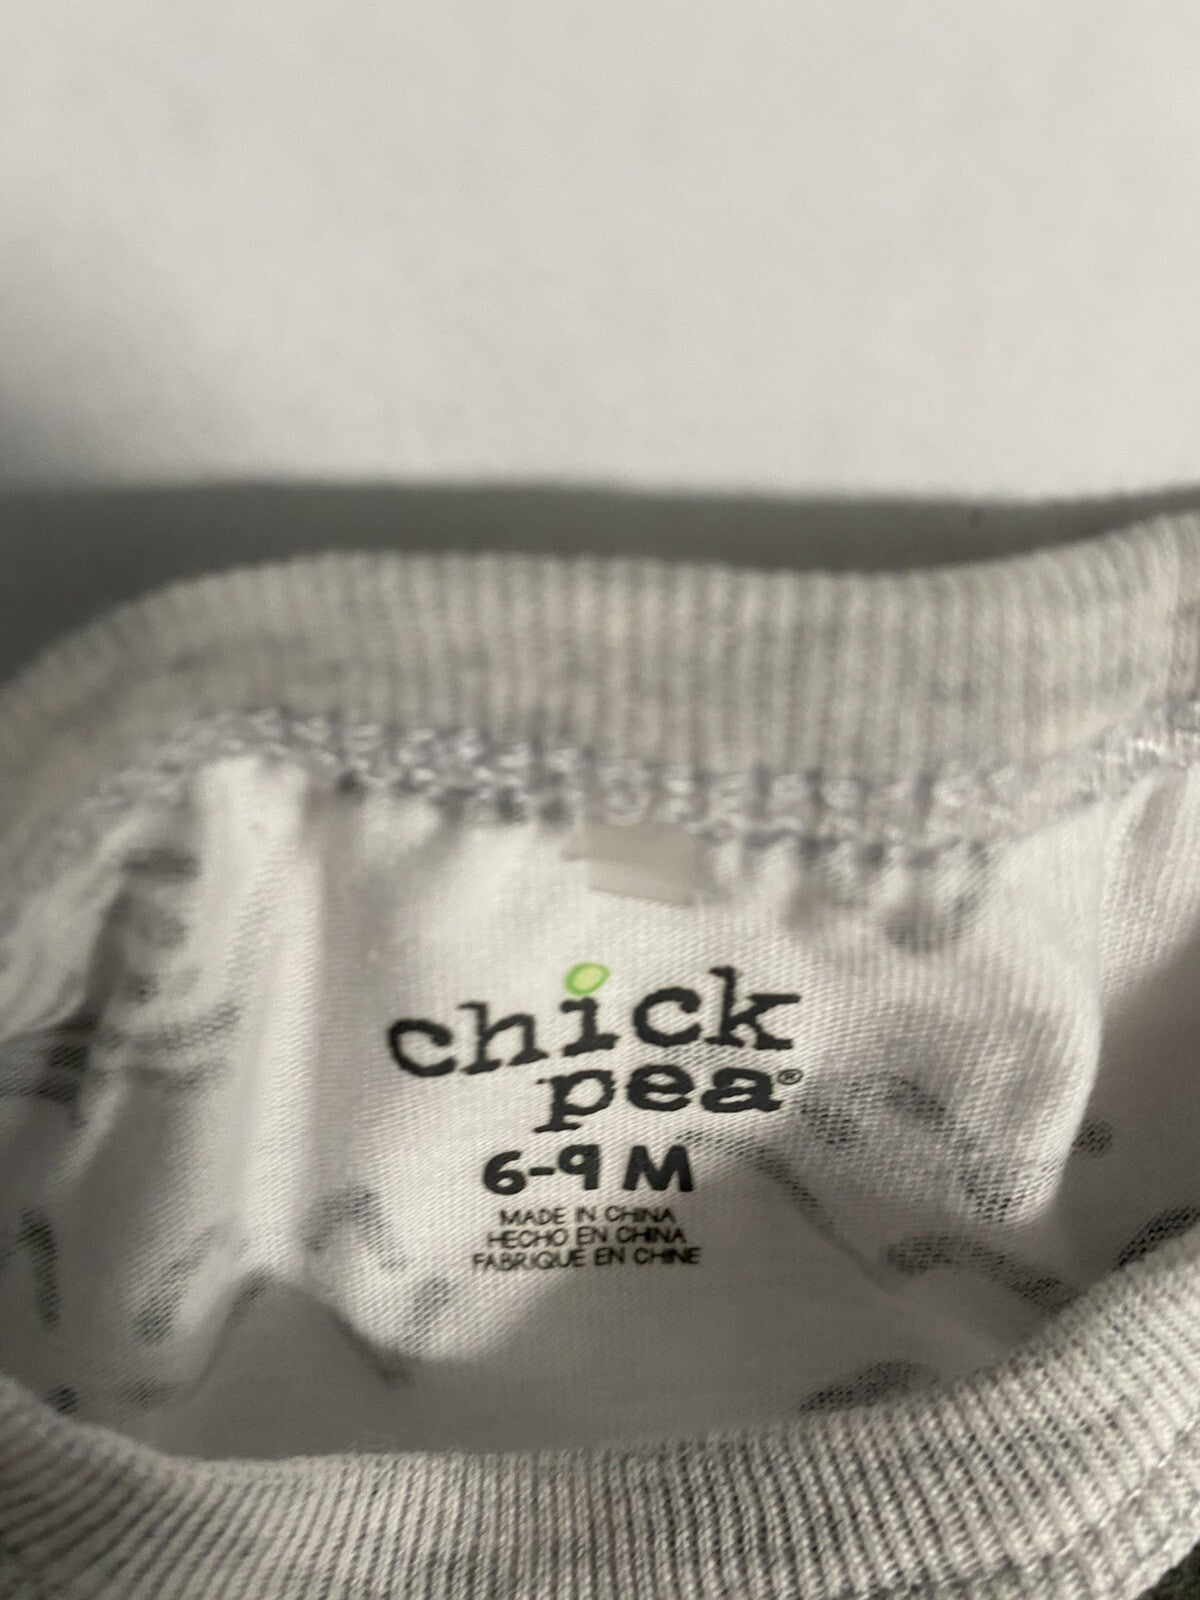 chick
pea®
6-9 M
MADE IN CHINA
HECHO EN CHINA
FABRIQUÉ EN CHINE